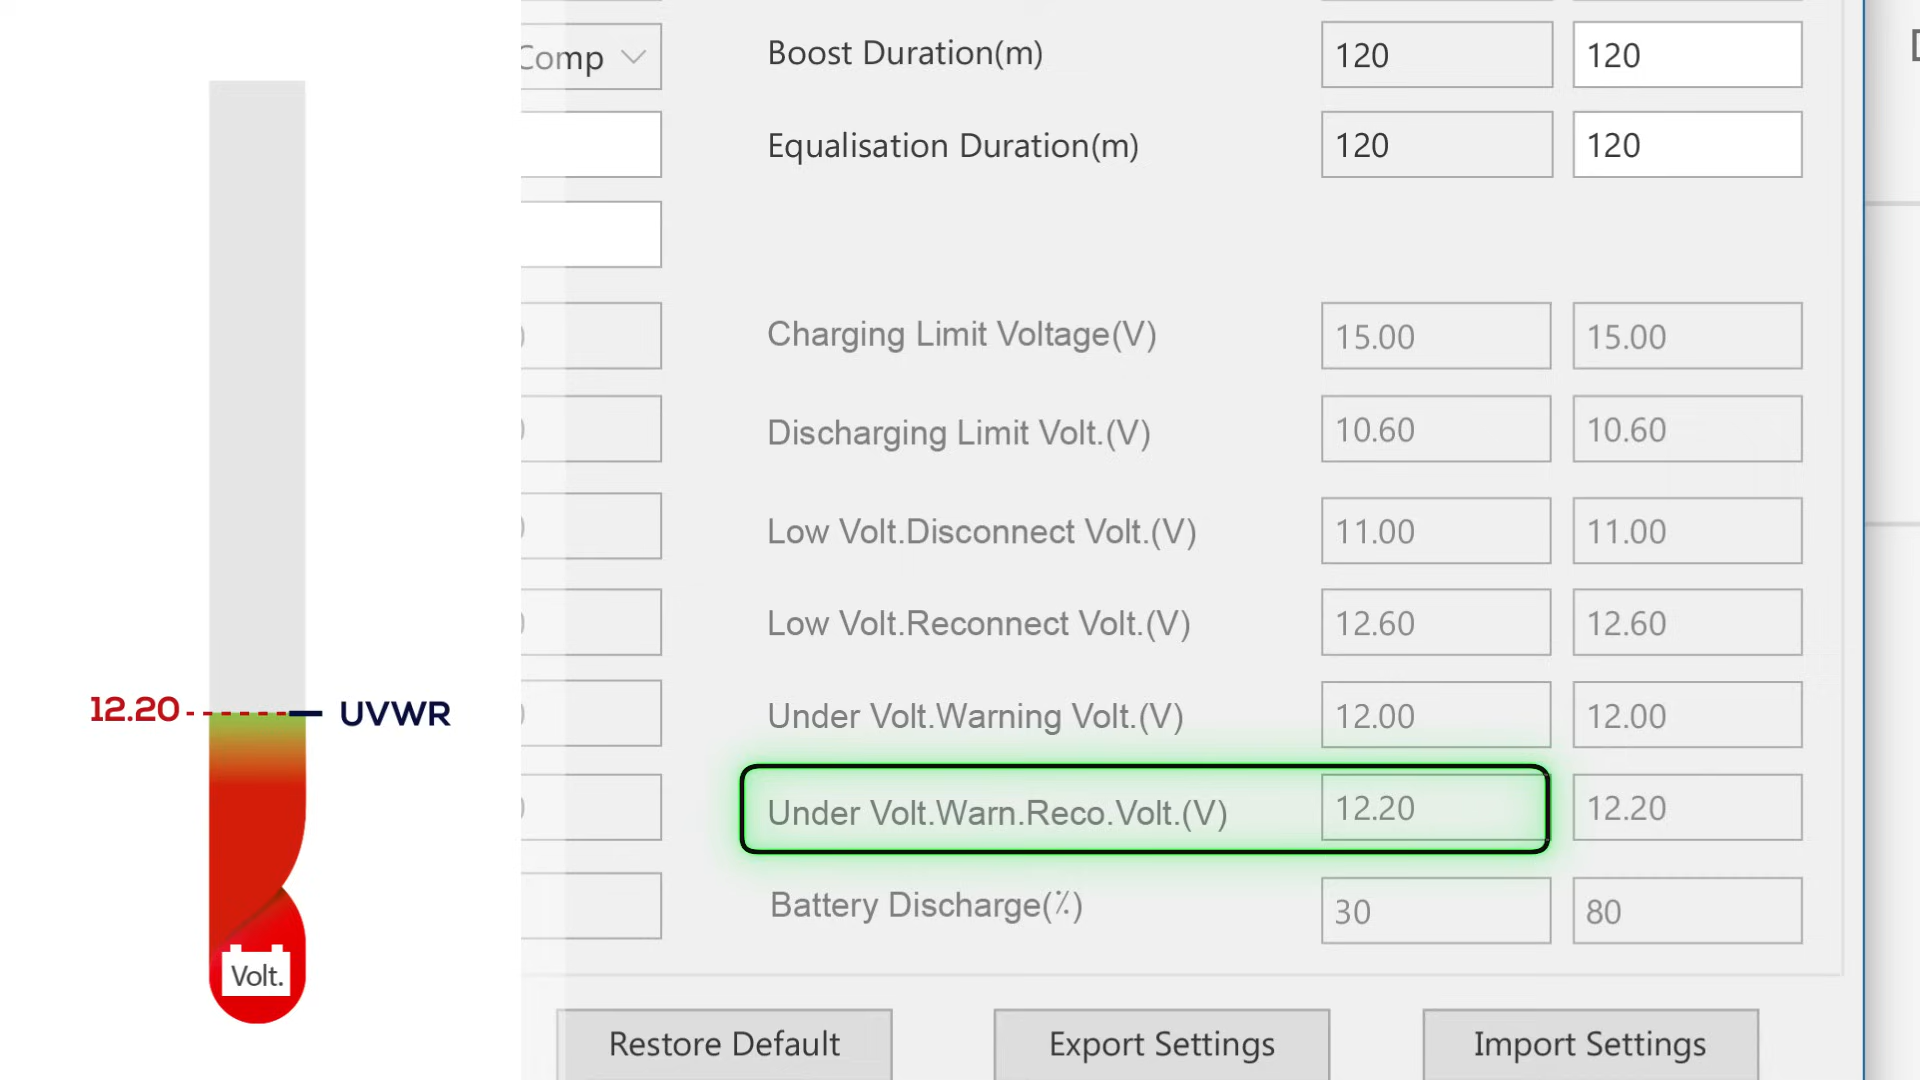 Comp
Boost Duration(m) 120 120
Equalisation Duration(m) 120 120
Charging Limit Voltage(V) 15.00 15.00
Discharging Limit Volt.(V) 10.60 10.60
Low Volt.Disconnect Volt.(V) 11.00 11.00
Low Volt.Reconnect Volt.(V) 12.60 12.60
12.20 UVWR
Under Volt.Warning Volt.(V) 12.00 12.00
Under Volt.Warn.Reco.Volt.(V) 12.20 12.20
Battery Discharge(%) 30 80
Volt.
Restore Default Export Settings Import Settings